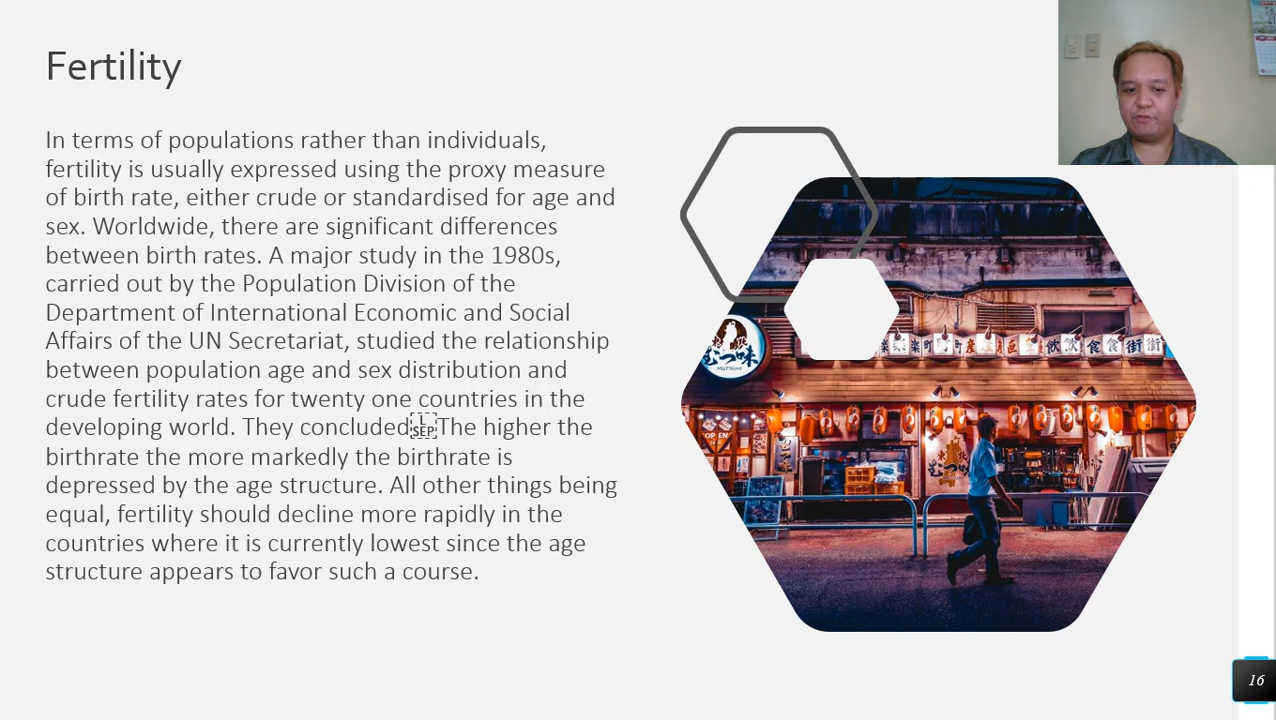 Fertility
In terms of populations rather than individuals,
fertility is usually expressed using the proxy measure
of birth rate, either crude or standardised for age and
sex. Worldwide, there are significant differences
between birth rates. A major study in the 1980s,
carried out by the Population Division of the
Department of International Economic and Social
Affairs of the UN Secretariat, studied the relationship
between population age and sex distribution and
crude fertility rates for twenty one countries in the
developing world. They concluded L SEP The higher the
birthrate the more markedly the birthrate is
depressed by the age structure. All other things being
equal, fertility should decline more rapidly in the
countries where it is currently lowest since the age
structure appears to favor such a course.
むつ味
MUTSUMI
OPEN
16